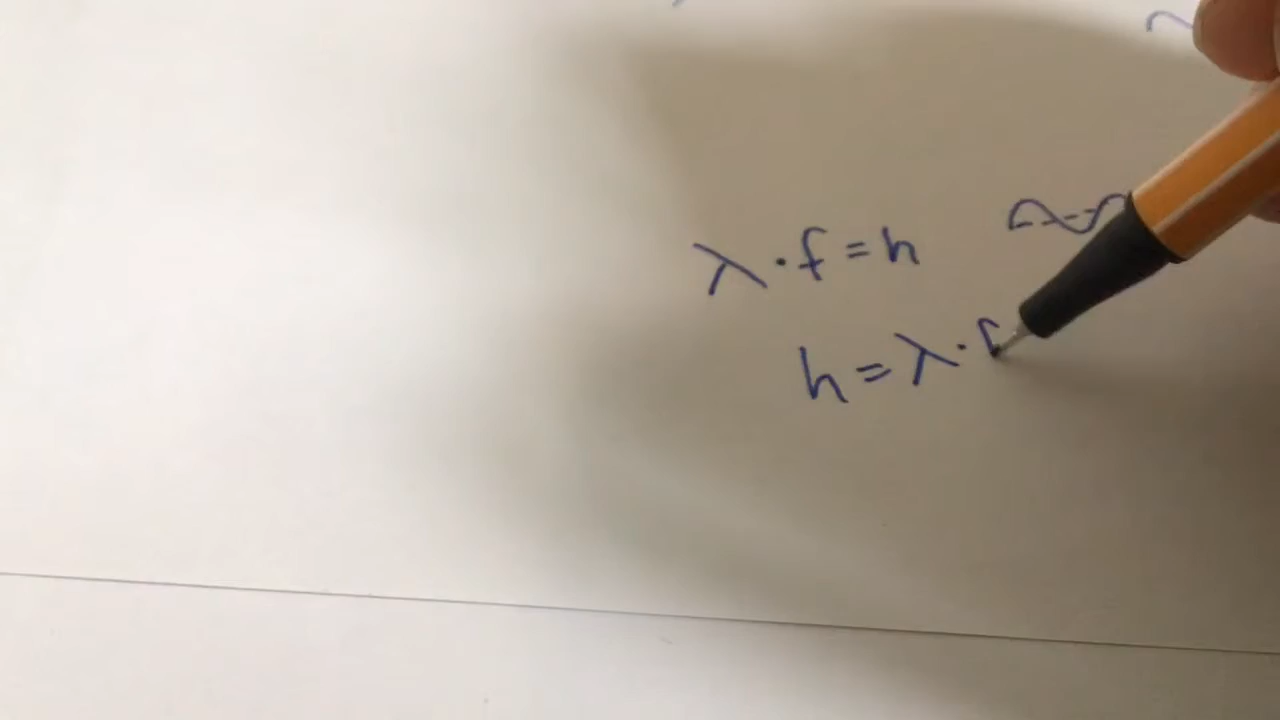 λ · f = h
h = λ · f